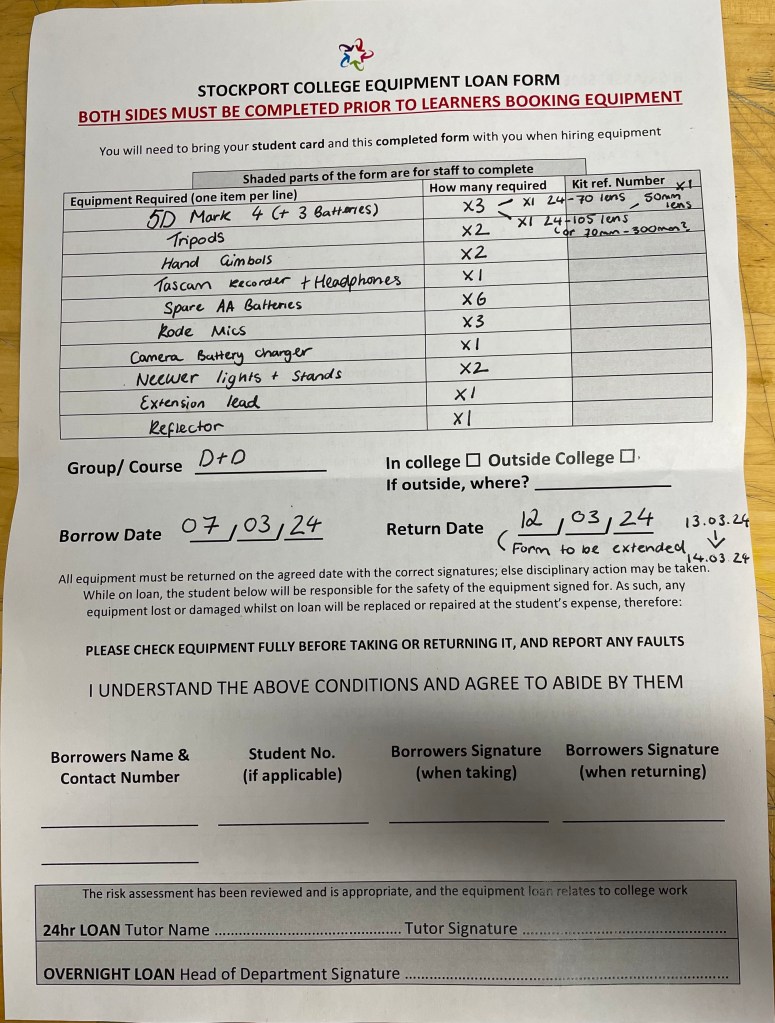 STOCKPORT COLLEGE EQUIPMENT LOAN FORM
BOTH SIDES MUST BE COMPLETED PRIOR TO LEARNERS BOOKING EQUIPMENT
You will need to bring your student card and this completed form with you when hiring equipment
Shaded parts of the form are for staff to complete
Equipment Required (one item per line) How many required Kit ref. Number x1
5D Mark 4 (+ 3 Batteries) x3 x1 24-70 lens, 50mm lens
x1 24-105 lens
(or 70mm-300mm?
Tripods x2
Hand Gimbals x2
Tascam Recorder + Headphones x1
Spare AA Batteries x6
Rode Mics x3
Camera Battery charger x1
Neewer lights + Stands x2
Extension lead x1
Reflector x1
Group/ Course D+D
In college ☐ Outside College ☐.
If outside, where?
Borrow Date 07/03/24 Return Date 12/03/24 13.03.24
(Form to be extended ↓ 14.03.24
All equipment must be returned on the agreed date with the correct signatures; else disciplinary action may be taken.
While on loan, the student below will be responsible for the safety of the equipment signed for. As such, any
equipment lost or damaged whilst on loan will be replaced or repaired at the student's expense, therefore:
PLEASE CHECK EQUIPMENT FULLY BEFORE TAKING OR RETURNING IT, AND REPORT ANY FAULTS
I UNDERSTAND THE ABOVE CONDITIONS AND AGREE TO ABIDE BY THEM
Borrowers Name & Student No. Borrowers Signature Borrowers Signature
Contact Number (if applicable) (when taking) (when returning)
The risk assessment has been reviewed and is appropriate, and the equipment loan relates to college work
24hr LOAN Tutor Name ............................................. Tutor Signature .............................................
OVERNIGHT LOAN Head of Department Signature .............................................